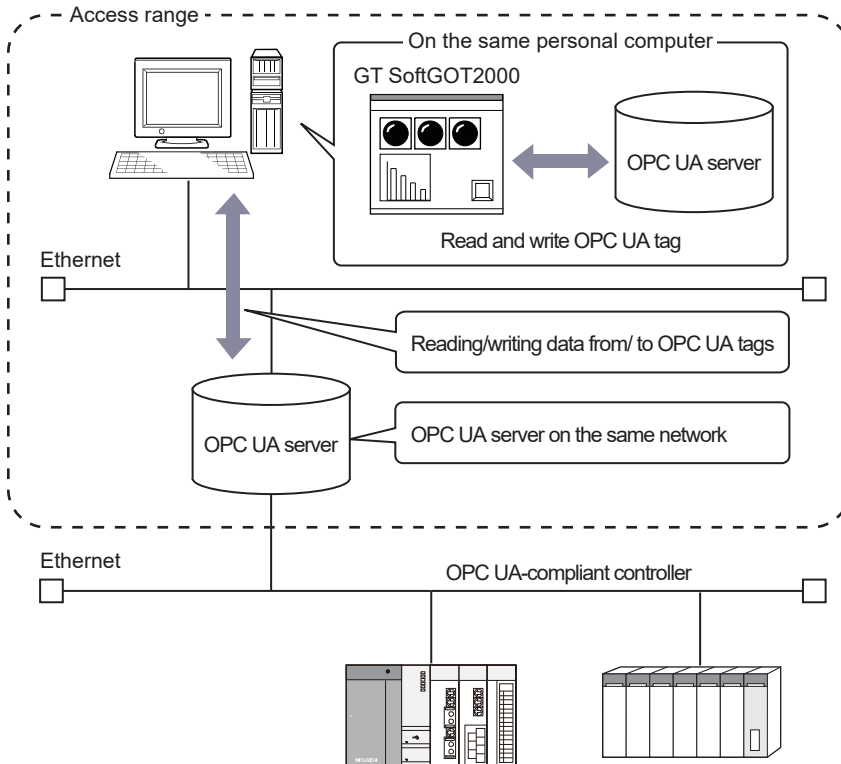 Access range
On the same personal computer
GT SoftGOT2000
OPC UA server
Read and write OPC UA tag
Ethernet
Reading/writing data from/ to OPC UA tags
OPC UA server
OPC UA server on the same network
Ethernet
OPC UA-compliant controller